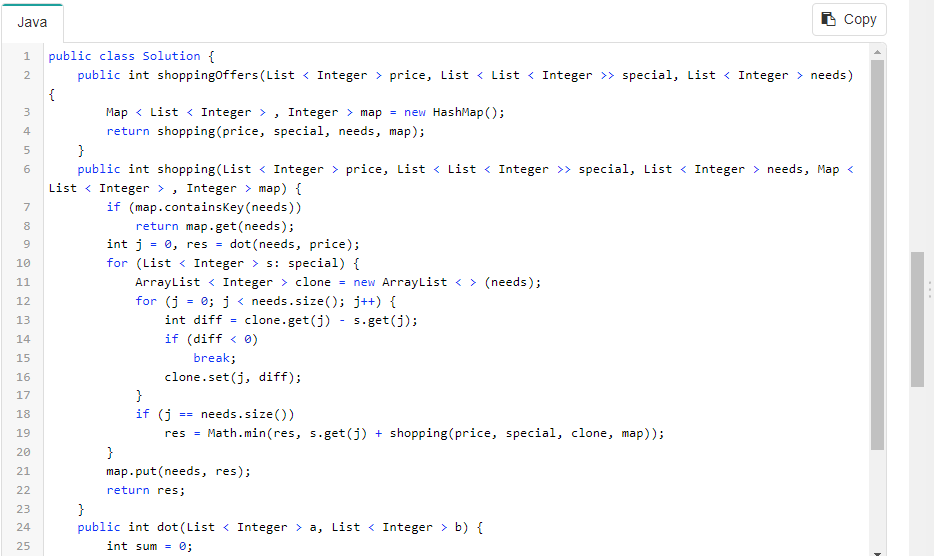 Java
Copy
1 public class Solution {
2     public int shoppingOffers(List < Integer > price, List < List < Integer >> special, List < Integer > needs)
{
3         Map < List < Integer > , Integer > map = new HashMap();
4         return shopping(price, special, needs, map);
5     }
6     public int shopping(List < Integer > price, List < List < Integer >> special, List < Integer > needs, Map <
List < Integer > , Integer > map) {
7         if (map.containsKey(needs))
8             return map.get(needs);
9         int j = 0, res = dot(needs, price);
10         for (List < Integer > s: special) {
11             ArrayList < Integer > clone = new ArrayList < > (needs);
12             for (j = 0; j < needs.size(); j++) {
13                 int diff = clone.get(j) - s.get(j);
14                 if (diff < 0)
15                     break;
16                 clone.set(j, diff);
17             }
18             if (j == needs.size())
19                 res = Math.min(res, s.get(j) + shopping(price, special, clone, map));
20         }
21         map.put(needs, res);
22         return res;
23     }
24     public int dot(List < Integer > a, List < Integer > b) {
25         int sum = 0;